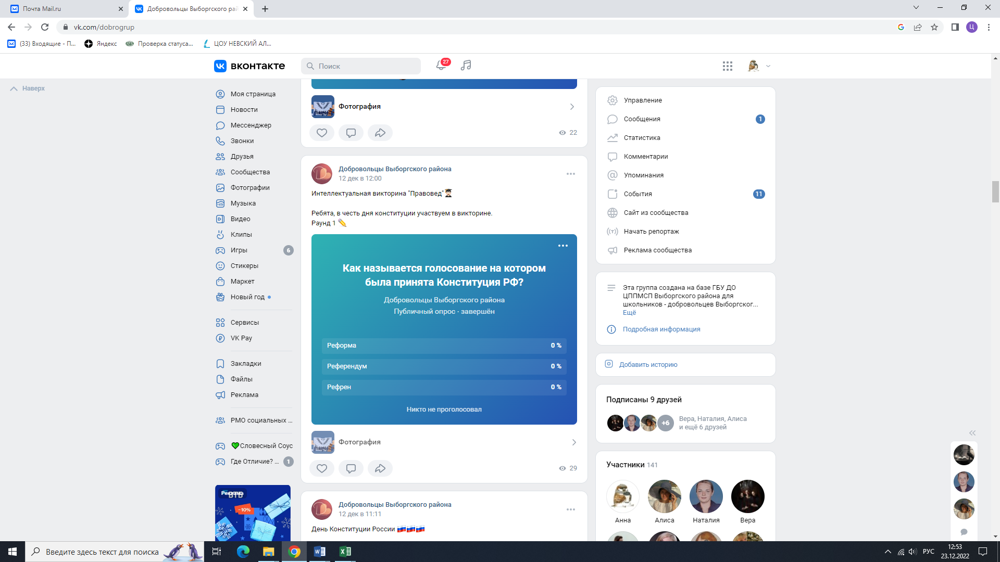 Почта Mail.ru
Добровольцы Выборгского рай
vk.com/dobrogrup
(33) Входящие - П...
Яндекс
Проверка статуса...
ЦОУ НЕВСКИЙ АЛ...
Ц
ВКОНТАКТЕ
Поиск
27
Наверх
Моя страница
Новости
Мессенджер
Звонки
Друзья
Сообщества
Фотографии
Музыка
Видео
Клипы
Игры
6
Стикеры
Маркет
Новый год
Сервисы
VK Pay
Закладки
Файлы
Реклама
РМО социальных ...
Словесный Соус
Где Отличие? ...
1
Реклама
ВТБ
-10%
Фотография
22
Добровольцы Выборгского района
12 дек в 12:00
Интеллектуальная викторина "Правовед"
Ребята, в честь дня конституции участвуем в викторине.
Раунд 1
Как называется голосование на котором
была принята Конституция РФ?
Добровольцы Выборгского района
Публичный опрос · завершён
Реформа 0 %
Референдум 0 %
Рефрен 0 %
Никто не проголосовал
Фотография
29
Добровольцы Выборгского района
12 дек в 11:11
День Конституции России
Управление
Сообщения
1
Статистика
Комментарии
Упоминания
События
11
Сайт из сообщества
Начать репортаж
Реклама сообщества
Эта группа создана на базе ГБУ ДО
ЦППМСП Выборгского района для
школьников - добровольцев Выборгског...
Ещё
Подробная информация
Добавить историю
Подписаны 9 друзей
+6
Вера, Наталия, Алиса
и ещё 6 друзей
Участники 141
Анна
Алиса
Наталия
Вера
Введите здесь текст для поиска
РУС
12:53
23.12.2022